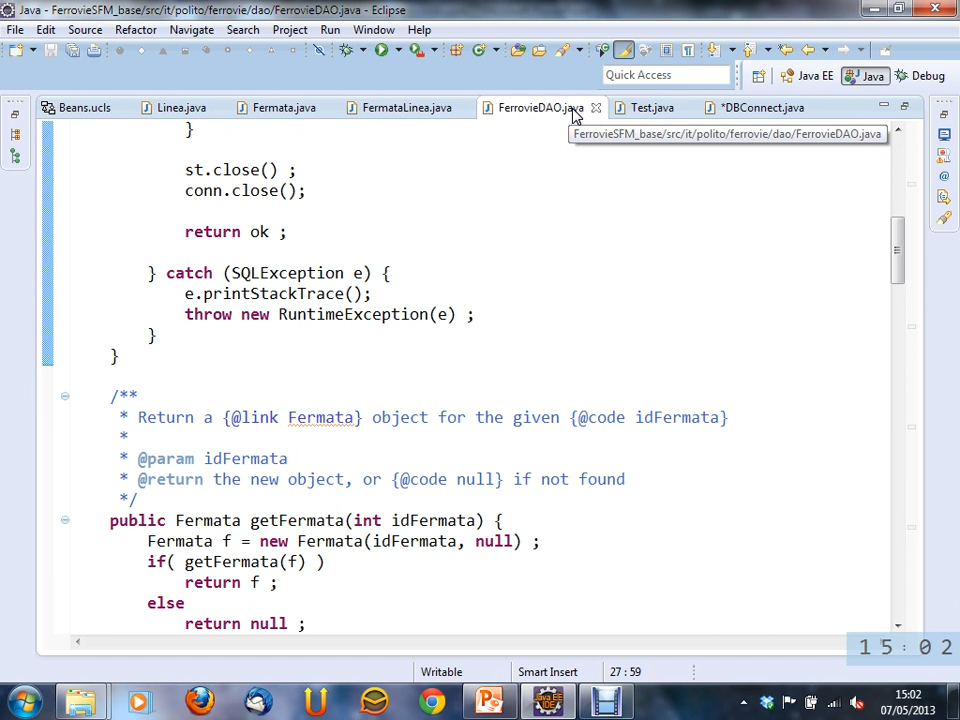 Java - FerrovieSFM_base/src/it/polito/ferrovie/dao/FerrovieDAO.java - Eclipse
File Edit Source Refactor Navigate Search Project Run Window Help
Quick Access Java EE Java Debug
Beans.ucls Linea.java Fermata.java FermataLinea.java FerrovieDAO.java Test.java *DBConnect.java
FerrovieSFM_base/src/it/polito/ferrovie/dao/FerrovieDAO.java
}
st.close() ;
conn.close();
return ok ;
} catch (SQLException e) {
e.printStackTrace();
throw new RuntimeException(e) ;
}
}
/**
* Return a {@link Fermata} object for the given {@code idFermata}
*
* @param idFermata
* @return the new object, or {@code null} if not found
*/
public Fermata getFermata(int idFermata) {
Fermata f = new Fermata(idFermata, null) ;
if( getFermata(f) )
return f ;
else
return null ;
15:02
Writable Smart Insert 27 : 59
15:02
07/05/2013